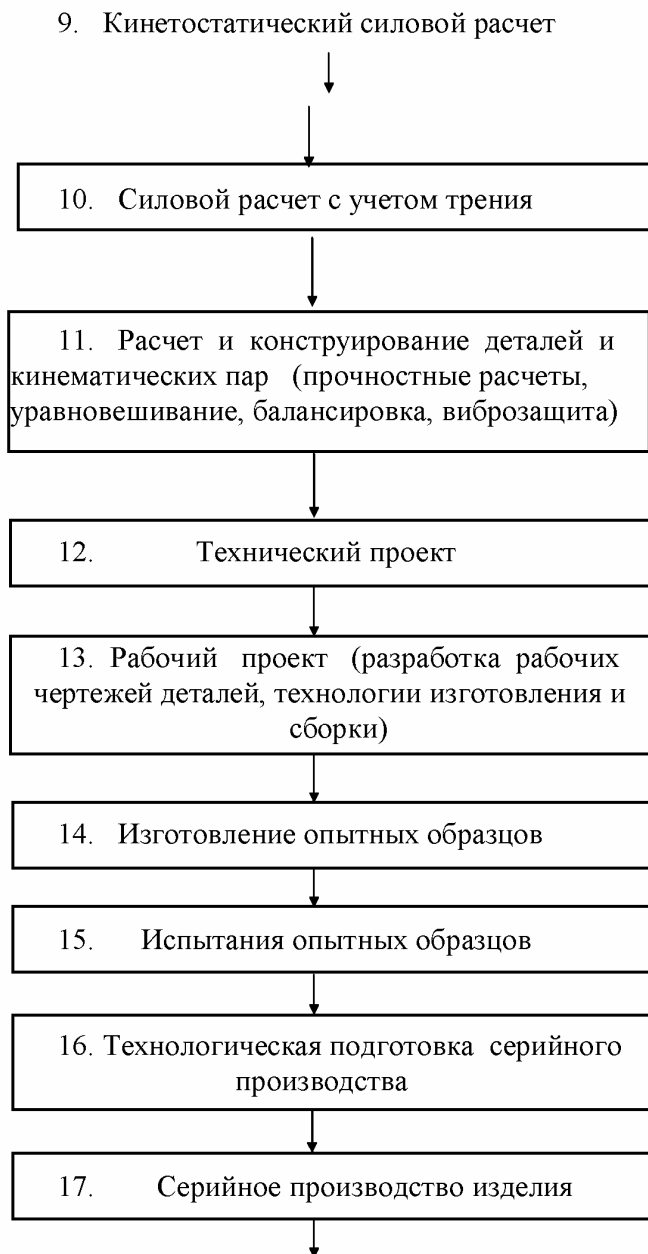 9. Кинетостатический силовой расчет
10. Силовой расчет с учетом трения
11. Расчет и конструирование деталей и
кинематических пар (прочностные расчеты,
уравновешивание, балансировка, виброзащита)
12. Технический проект
13. Рабочий проект (разработка рабочих
чертежей деталей, технологии изготовления и
сборки)
14. Изготовление опытных образцов
15. Испытания опытных образцов
16. Технологическая подготовка серийного
производства
17. Серийное производство изделия